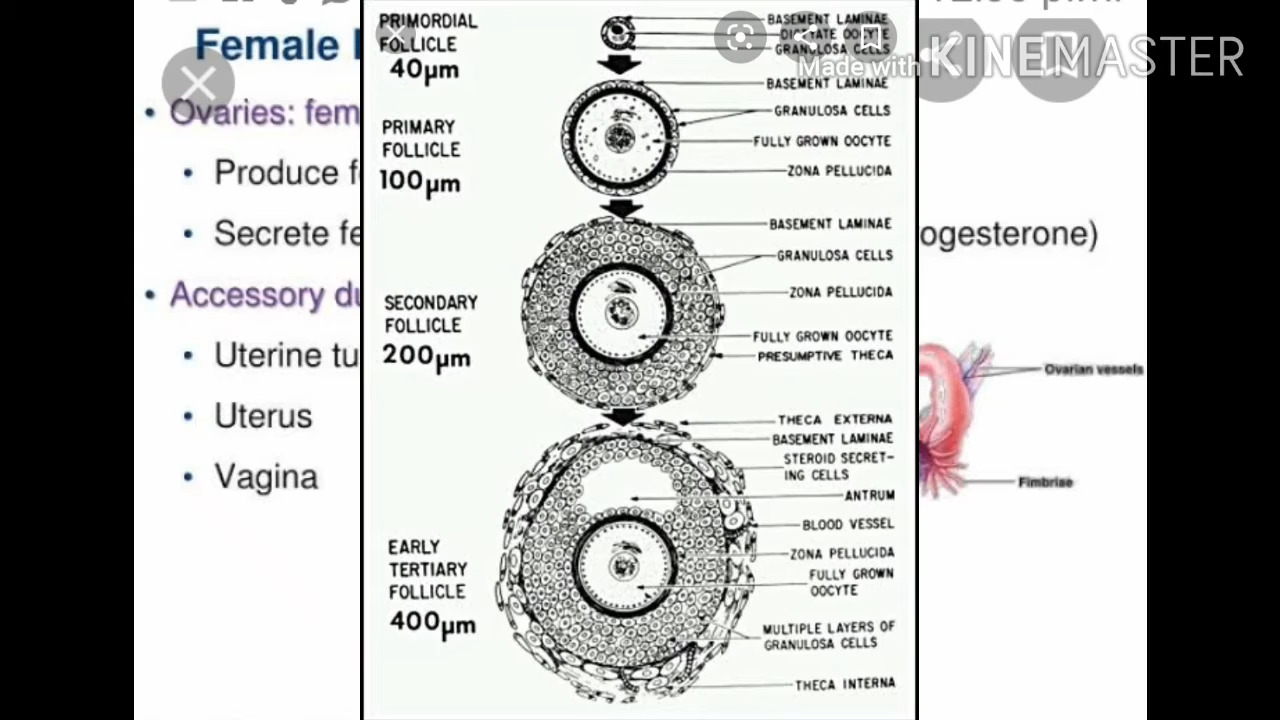 PRIMORDIAL
FOLLICLE
40µm
BASEMENT LAMINAE
OOCYTE
GRANULOSA CELLS
Made with KINEMASTER
BASEMENT LAMINAE
GRANULOSA CELLS
PRIMARY
FOLLICLE
100µm
FULLY GROWN OOCYTE
ZONA PELLUCIDA
BASEMENT LAMINAE
GRANULOSA CELLS
ZONA PELLUCIDA
SECONDARY
FOLLICLE
200µm
FULLY GROWN OOCYTE
PRESUMPTIVE THECA
THECA EXTERNA
BASEMENT LAMINAE
STEROID SECRET-
ING CELLS
ANTRUM
BLOOD VESSEL
EARLY
TERTIARY
FOLLICLE
400µm
ZONA PELLUCIDA
FULLY GROWN
OOCYTE
MULTIPLE LAYERS OF
GRANULOSA CELLS
THECA INTERNA
Female
• Ovaries: fem
• Produce f
• Secrete fe
ogesterone)
• Accessory du
• Uterine tu
• Uterus
• Vagina
Ovarian vessels
Fimbriae